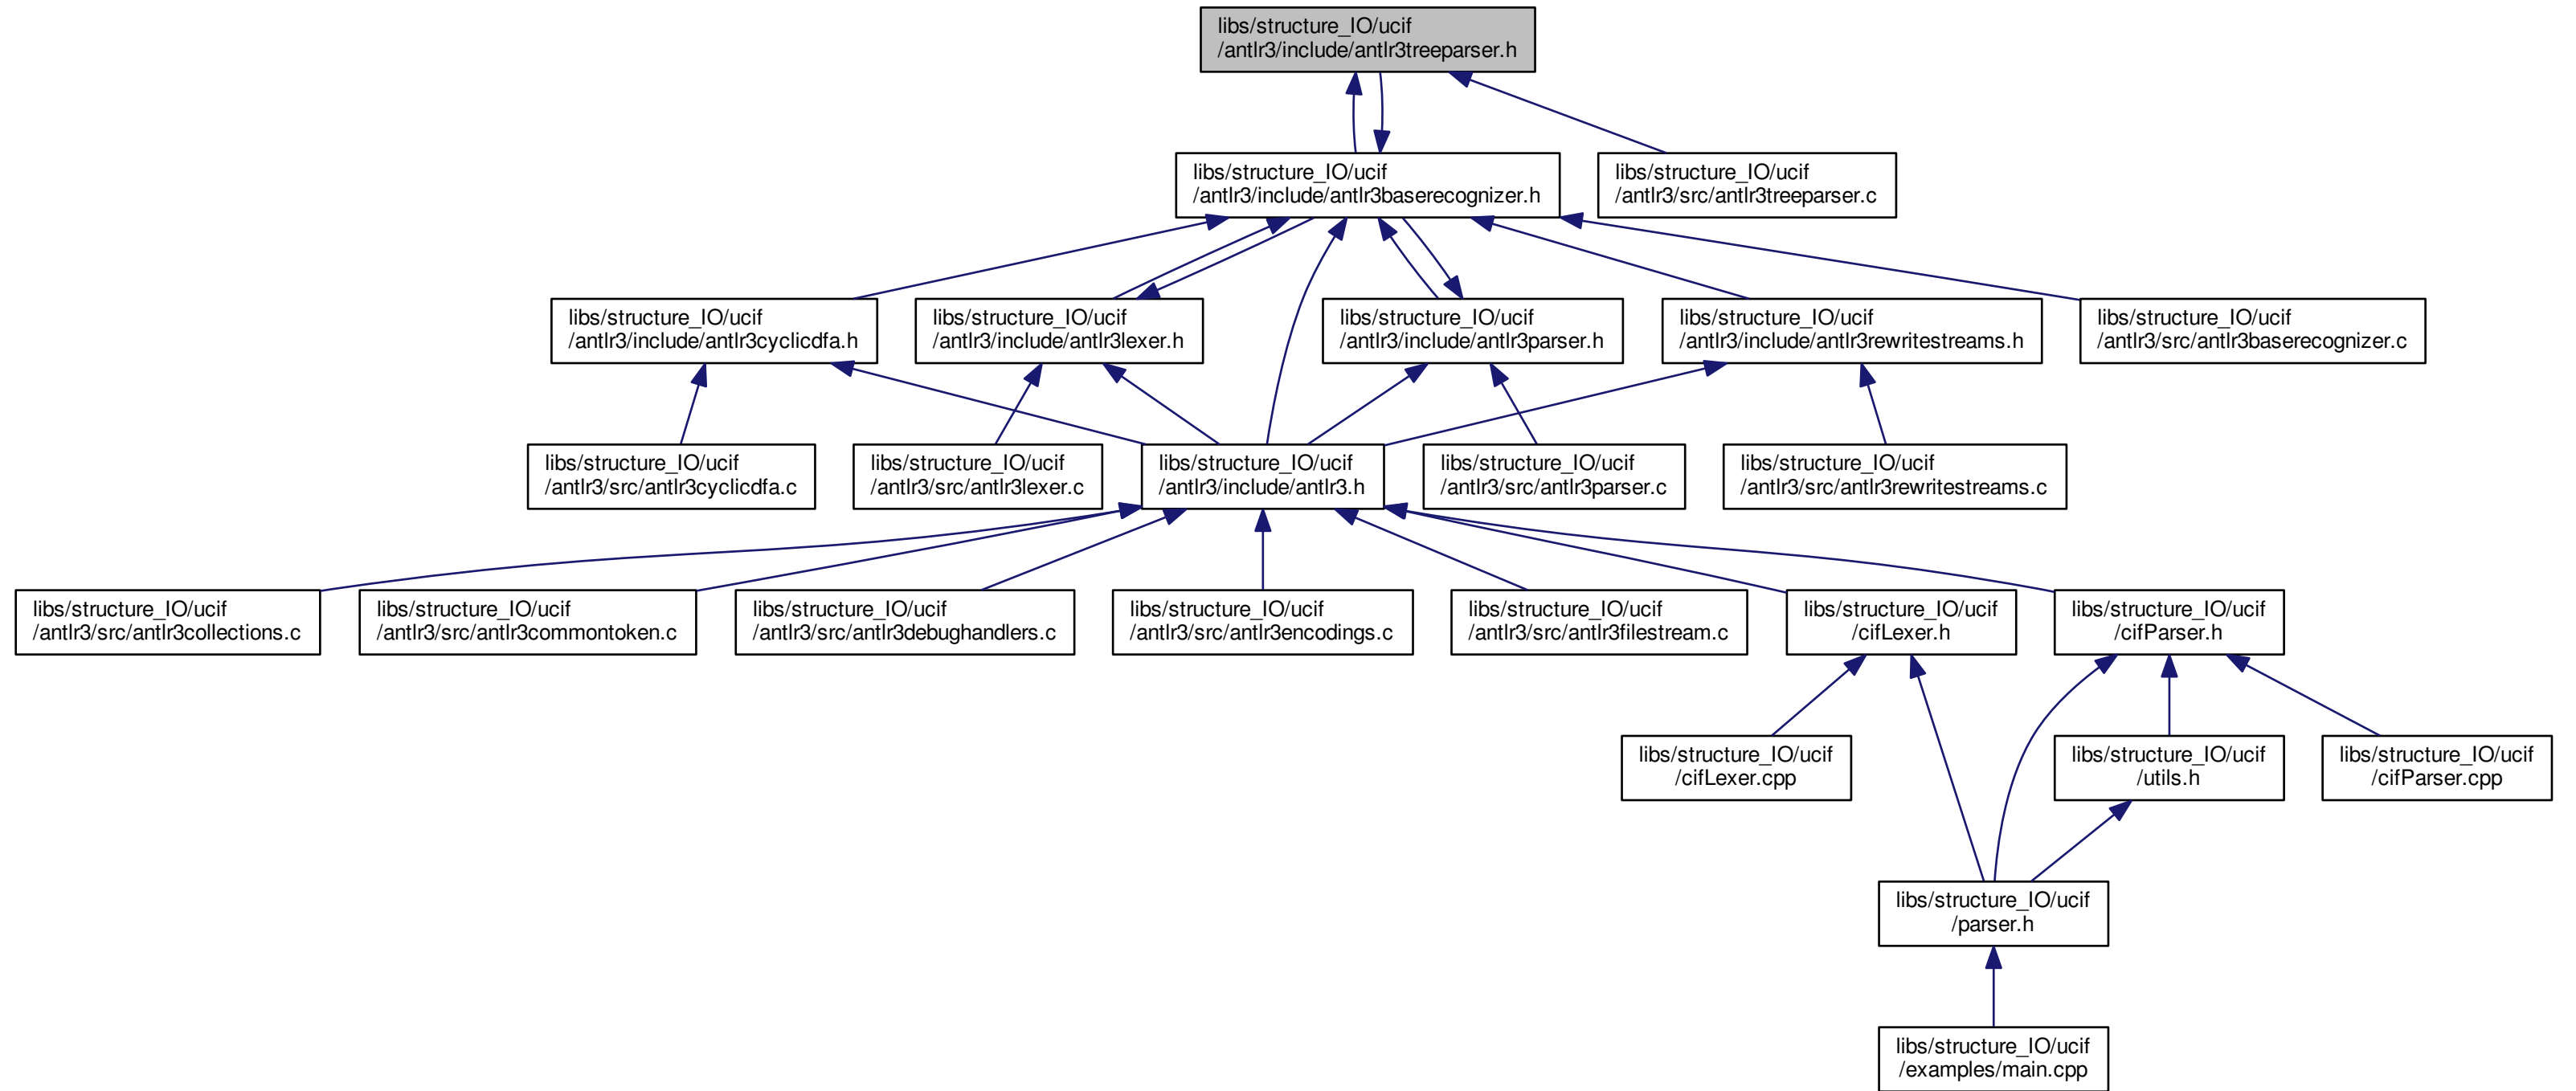 libs/structure_IO/ucif
/antlr3/include/antlr3treeparser.h
libs/structure_IO/ucif
/antlr3/include/antlr3baserecognizer.h
libs/structure_IO/ucif
/antlr3/src/antlr3treeparser.c
libs/structure_IO/ucif
/antlr3/include/antlr3cyclicdfa.h
libs/structure_IO/ucif
/antlr3/include/antlr3lexer.h
libs/structure_IO/ucif
/antlr3/include/antlr3parser.h
libs/structure_IO/ucif
/antlr3/include/antlr3rewritestreams.h
libs/structure_IO/ucif
/antlr3/src/antlr3baserecognizer.c
libs/structure_IO/ucif
/antlr3/src/antlr3cyclicdfa.c
libs/structure_IO/ucif
/antlr3/src/antlr3lexer.c
libs/structure_IO/ucif
/antlr3/include/antlr3.h
libs/structure_IO/ucif
/antlr3/src/antlr3parser.c
libs/structure_IO/ucif
/antlr3/src/antlr3rewritestreams.c
libs/structure_IO/ucif
/antlr3/src/antlr3collections.c
libs/structure_IO/ucif
/antlr3/src/antlr3commontoken.c
libs/structure_IO/ucif
/antlr3/src/antlr3debughandlers.c
libs/structure_IO/ucif
/antlr3/src/antlr3encodings.c
libs/structure_IO/ucif
/antlr3/src/antlr3filestream.c
libs/structure_IO/ucif
/cifLexer.h
libs/structure_IO/ucif
/cifParser.h
libs/structure_IO/ucif
/cifLexer.cpp
libs/structure_IO/ucif
/utils.h
libs/structure_IO/ucif
/cifParser.cpp
libs/structure_IO/ucif
/parser.h
libs/structure_IO/ucif
/examples/main.cpp